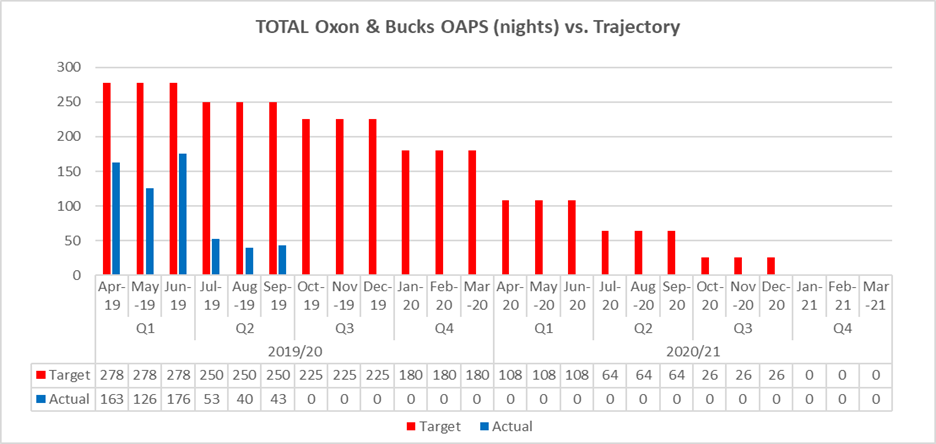 TOTAL Oxon & Bucks OAPS (nights) vs. Trajectory
300
250
200
150
100
50
0
Apr- May Jun- Jul- Aug Sep- Oct- Nov- Dec- Jan- Feb- Mar- Apr- May Jun- Jul- Aug- Sep- Oct- Nov- Dec- Jan- Feb- Mar
19 -19 19 19 -19 19 19 19 19 20 20 20 20 -20 20 20 20 20 20 20 20 21 21 -21
Q1 Q2 Q3 Q4 Q1 Q2 Q3 Q4
2019/20 2020/21
Target 278 278 278 250 250 250 225 225 225 180 180 180 108 108 108 64 64 64 26 26 26 0 0 0
Actual 163 126 176 53 40 43 0 0 0 0 0 0 0 0 0 0 0 0 0 0 0 0 0 0
Target Actual